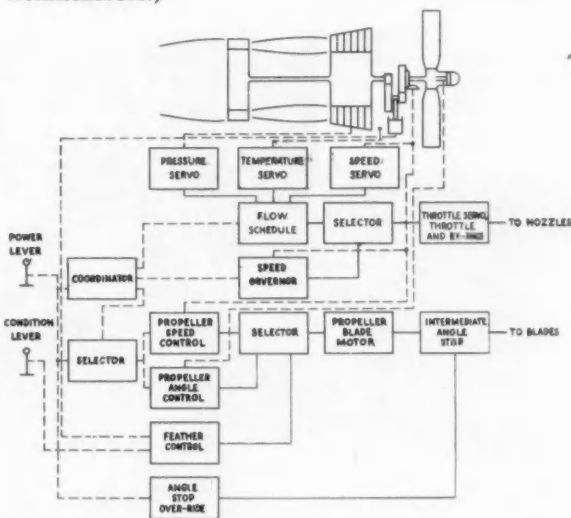 PRESSURE
SERVO
TEMPERATURE
SERVO
SPEED
SERVO
FLOW
SCHEDULE
SELECTOR
THROTTLE SERVO,
THROTTLE
AND BY-PASS
TO NOZZLES
POWER
LEVER
COORDINATOR
SPEED
GOVERNOR
CONDITION
LEVER
SELECTOR
PROPELLER
SPEED
CONTROL
SELECTOR
PROPELLER
BLADE
MOTOR
INTERMEDIATE
ANGLE
STOP
TO BLADES
PROPELLER
ANGLE
CONTROL
FEATHER
CONTROL
ANGLE
STOP
OVER-RIDE